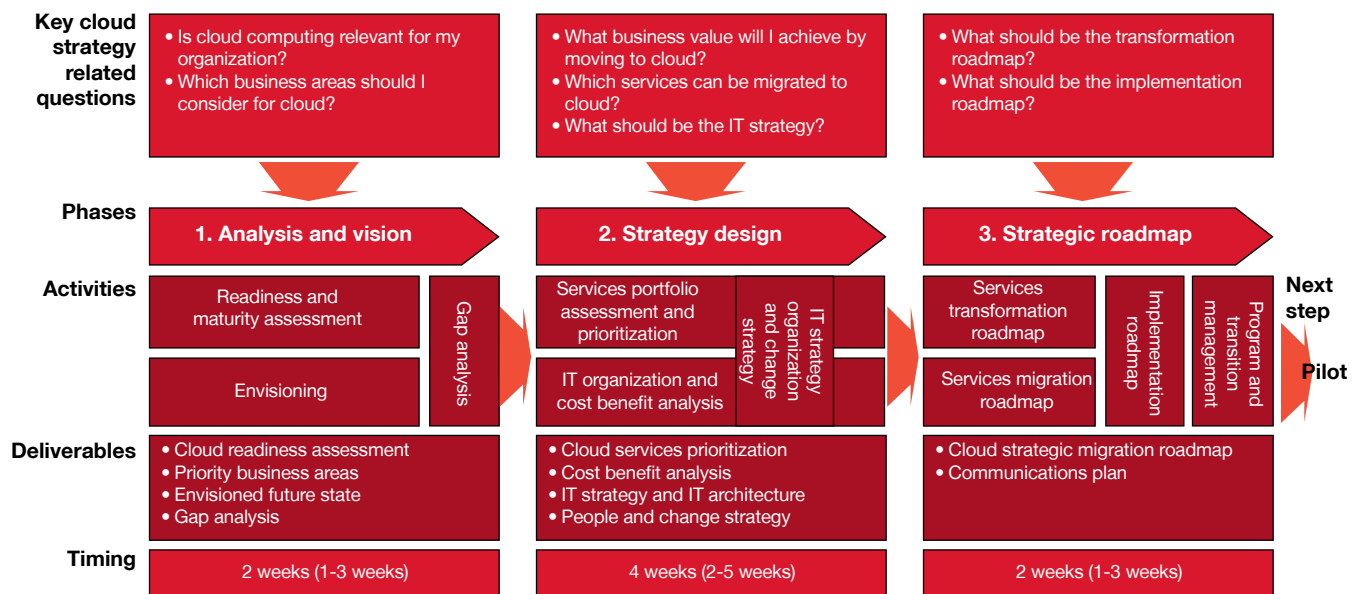 Key cloud
strategy
related
questions
• Is cloud computing relevant for my
organization?
• Which business areas should I
consider for cloud?
• What business value will I achieve by
moving to cloud?
• Which services can be migrated to
cloud?
• What should be the IT strategy?
• What should be the transformation
roadmap?
• What should be the implementation
roadmap?
Phases
1. Analysis and vision
2. Strategy design
3. Strategic roadmap
Activities
Readiness and
maturity assessment
Envisioning
Gap analysis
Services portfolio
assessment and
prioritization
IT organization and
cost benefit analysis
IT strategy
organization
and change
strategy
Services
transformation
roadmap
Services migration
roadmap
Implementation
roadmap
Program and
transition
management
Next
step
Pilot
Deliverables
• Cloud readiness assessment
• Priority business areas
• Envisioned future state
• Gap analysis
• Cloud services prioritization
• Cost benefit analysis
• IT strategy and IT architecture
• People and change strategy
• Cloud strategic migration roadmap
• Communications plan
Timing
2 weeks (1-3 weeks)
4 weeks (2-5 weeks)
2 weeks (1-3 weeks)